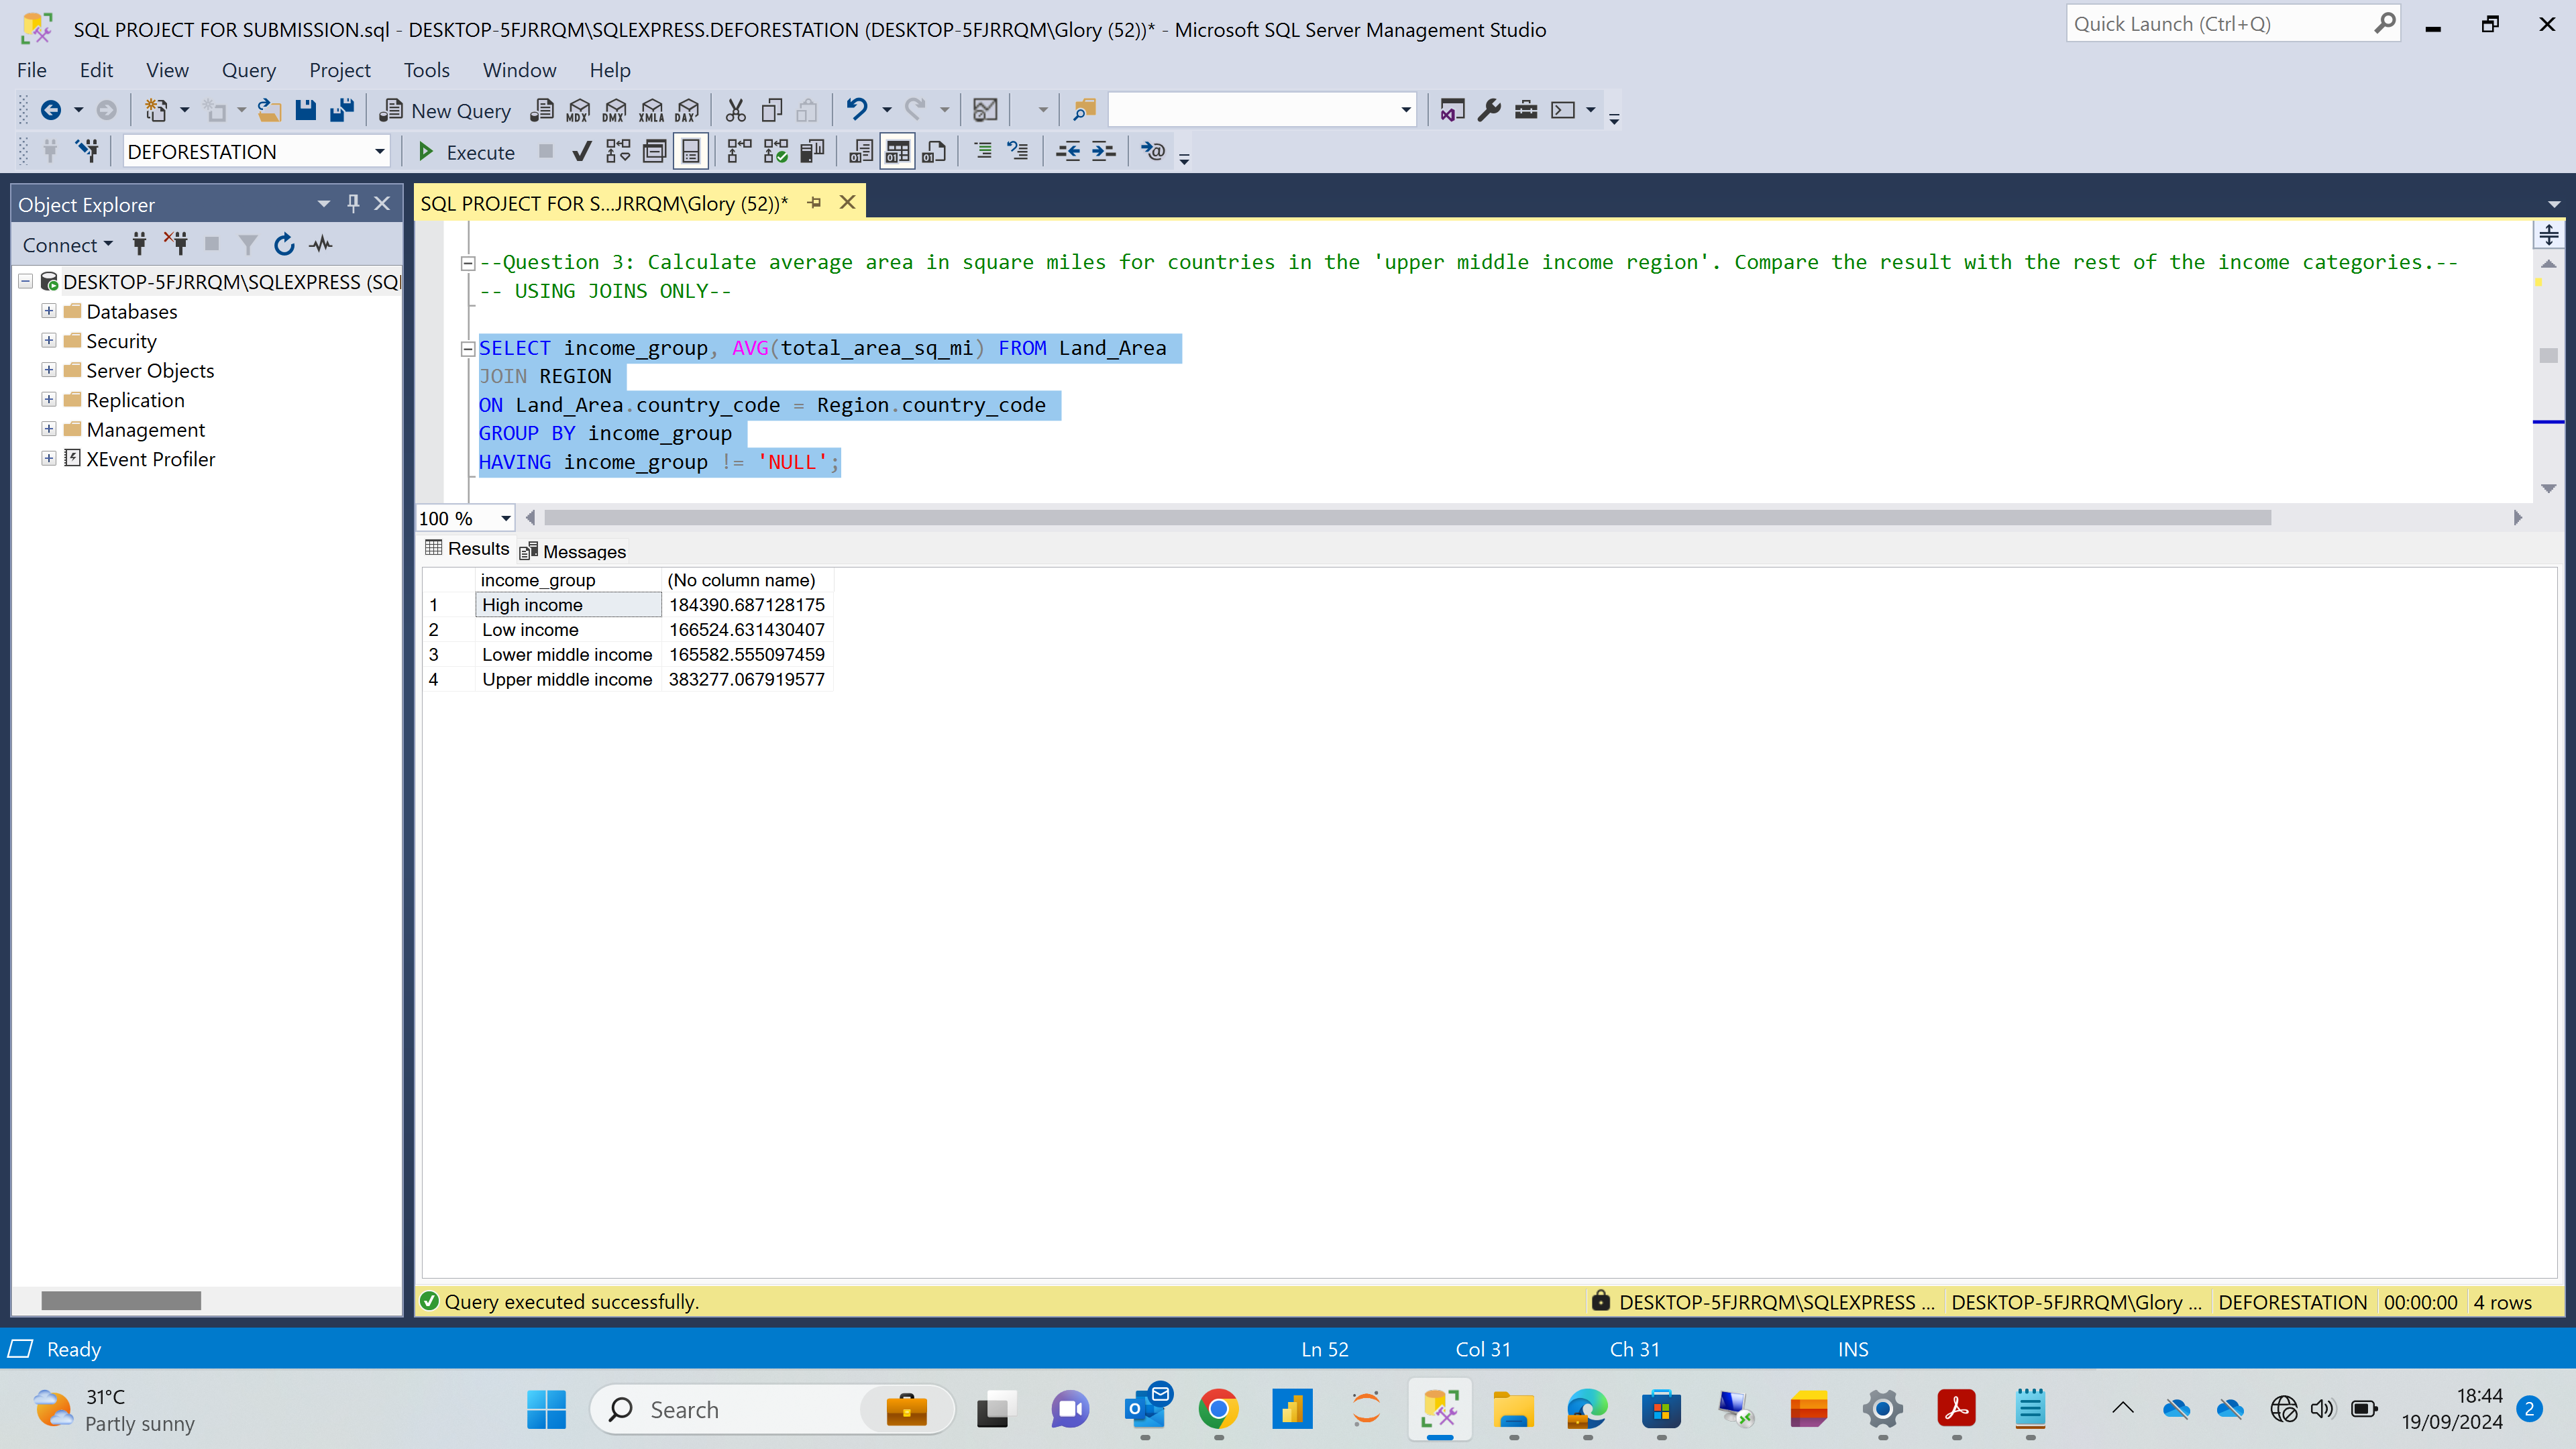 SQL PROJECT FOR SUBMISSION.sql - DESKTOP-5FJRRQM\SQLEXPRESS.DEFORESTATION (DESKTOP-5FJRRQM\Glory (52))* - Microsoft SQL Server Management Studio
Quick Launch (Ctrl+Q)
File Edit View Query Project Tools Window Help
New Query MDX DMX XMLA DAX
DEFORESTATION Execute
Object Explorer
Connect
DESKTOP-5FJRRQM\SQLEXPRESS (SQL
Databases
Security
Server Objects
Replication
Management
XEvent Profiler
SQL PROJECT FOR S...JRRQM\Glory (52))*
--Question 3: Calculate average area in square miles for countries in the 'upper middle income region'. Compare the result with the rest of the income categories.--
-- USING JOINS ONLY--
SELECT income_group, AVG(total_area_sq_mi) FROM Land_Area
JOIN REGION
ON Land_Area.country_code = Region.country_code
GROUP BY income_group
HAVING income_group != 'NULL';
100 %
Results Messages
income_group (No column name)
1 High income 184390.687128175
2 Low income 166524.631430407
3 Lower middle income 165582.555097459
4 Upper middle income 383277.067919577
Query executed successfully. DESKTOP-5FJRRQM\SQLEXPRESS ... DESKTOP-5FJRRQM\Glory ... DEFORESTATION 00:00:00 4 rows
Ready Ln 52 Col 31 Ch 31 INS
31°C
Partly sunny
Search
18:44
19/09/2024
2